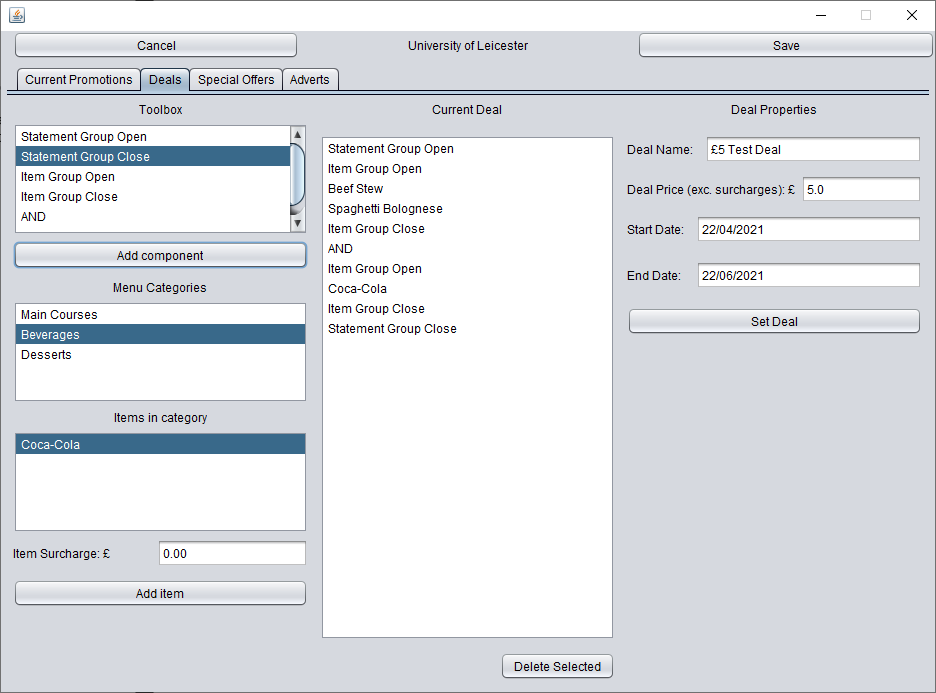 Cancel
University of Leicester
Save
Current Promotions
Deals
Special Offers
Adverts
Toolbox
Statement Group Open
Statement Group Close
Item Group Open
Item Group Close
AND
Add component
Menu Categories
Main Courses
Beverages
Desserts
Items in category
Coca-Cola
Item Surcharge: £
0.00
Add item
Current Deal
Statement Group Open
Item Group Open
Beef Stew
Spaghetti Bolognese
Item Group Close
AND
Item Group Open
Coca-Cola
Item Group Close
Statement Group Close
Delete Selected
Deal Properties
Deal Name:
£5 Test Deal
Deal Price (exc. surcharges): £
5.0
Start Date:
22/04/2021
End Date:
22/06/2021
Set Deal